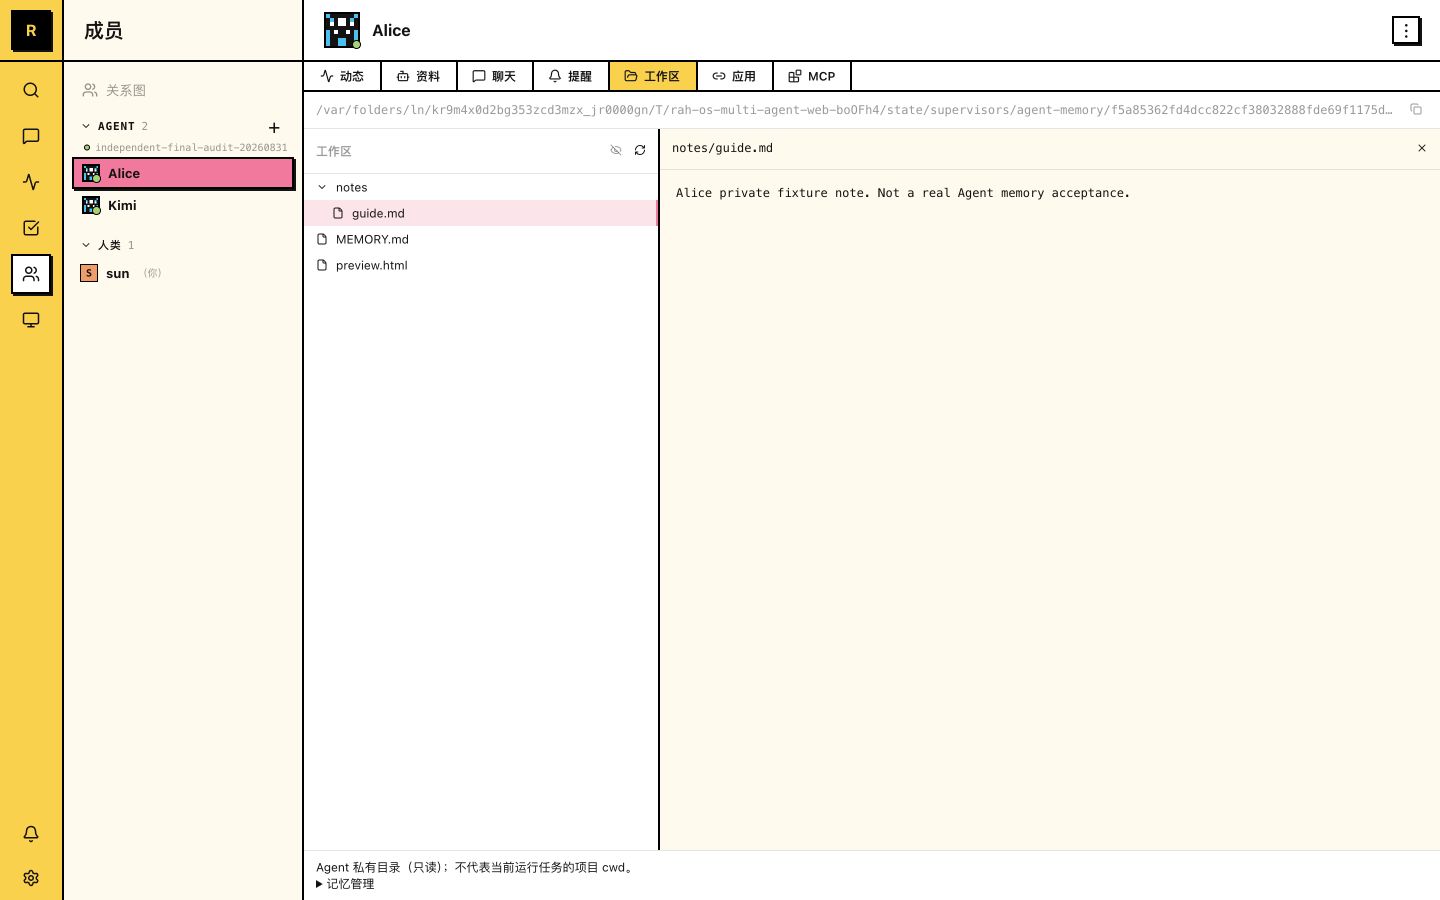 R
成员
关系图
AGENT 2
independent-final-audit-20260831
Alice
Kimi
人类 1
S sun (你)
Alice
动态 资料 聊天 提醒 工作区 应用 MCP
/var/folders/ln/kr9m4x0d2bg353zcd3mzx_jr0000gn/T/rah-os-multi-agent-web-boOFh4/state/supervisors/agent-memory/f5a85362fd4dcc822cf38032888fde69f1175d…
工作区
notes
guide.md
MEMORY.md
preview.html
notes/guide.md
Alice private fixture note. Not a real Agent memory acceptance.
Agent 私有目录（只读）；不代表当前运行任务的项目 cwd。
记忆管理